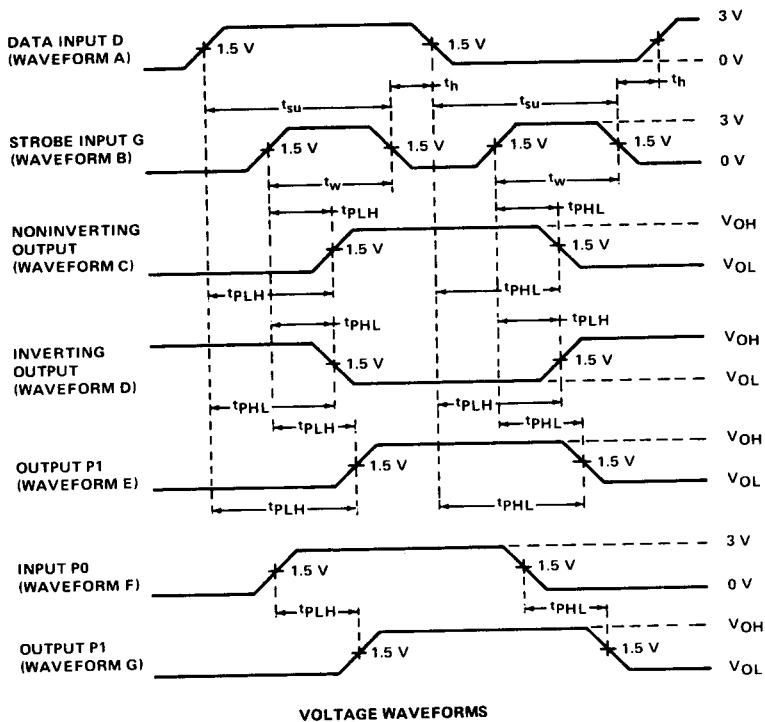 DATA INPUT D
(WAVEFORM A)
1.5 V
1.5 V
3 V
0 V
th
th
tsu
tsu
STROBE INPUT G
(WAVEFORM B)
1.5 V
1.5 V
1.5 V
1.5 V
3 V
0 V
tw
tw
tPLH
tPHL
NONINVERTING
OUTPUT
(WAVEFORM C)
1.5 V
1.5 V
VOH
VOL
tPLH
tPHL
tPHL
tPLH
INVERTING
OUTPUT
(WAVEFORM D)
1.5 V
1.5 V
VOH
VOL
tPHL
tPLH
tPLH
tPHL
OUTPUT P1
(WAVEFORM E)
1.5 V
1.5 V
VOH
VOL
tPLH
tPHL
INPUT P0
(WAVEFORM F)
1.5 V
1.5 V
3 V
0 V
tPLH
tPHL
OUTPUT P1
(WAVEFORM G)
1.5 V
1.5 V
VOH
VOL
VOLTAGE WAVEFORMS